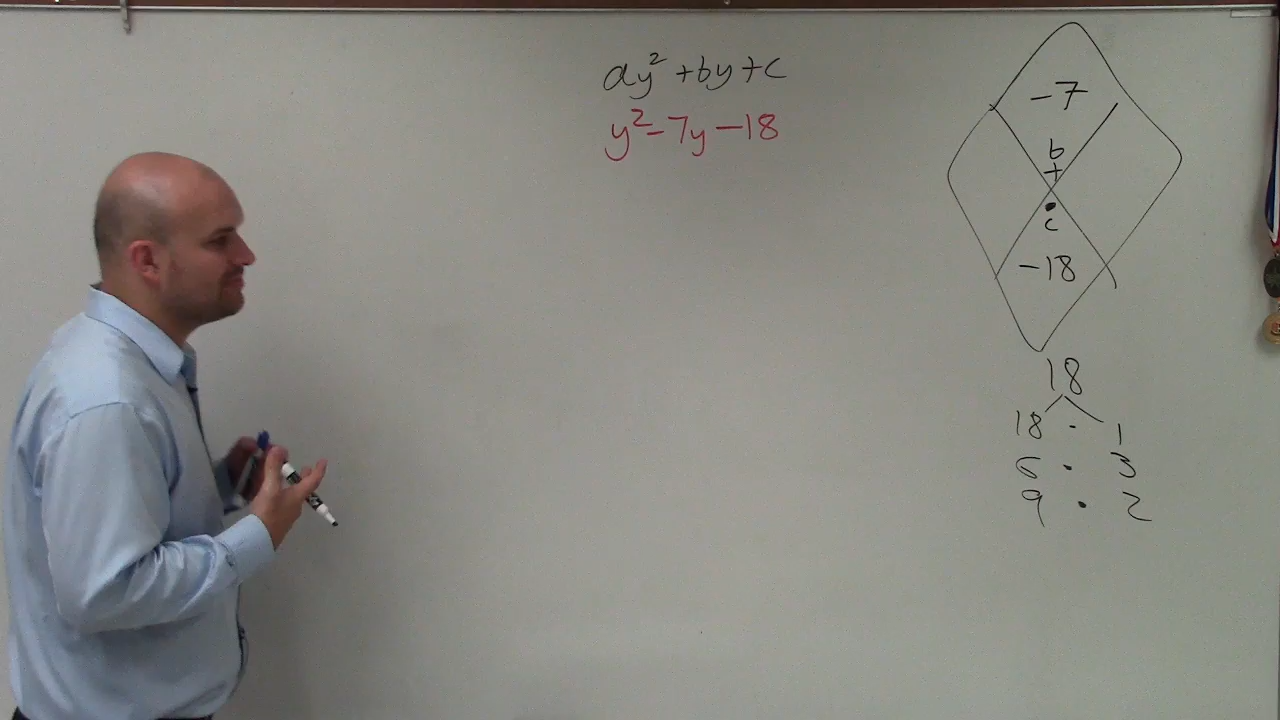 ay²+by+c
y²-7y-18
-7
b
+
•
c
-18
18
18 · 1
6 · 3
9 · 2